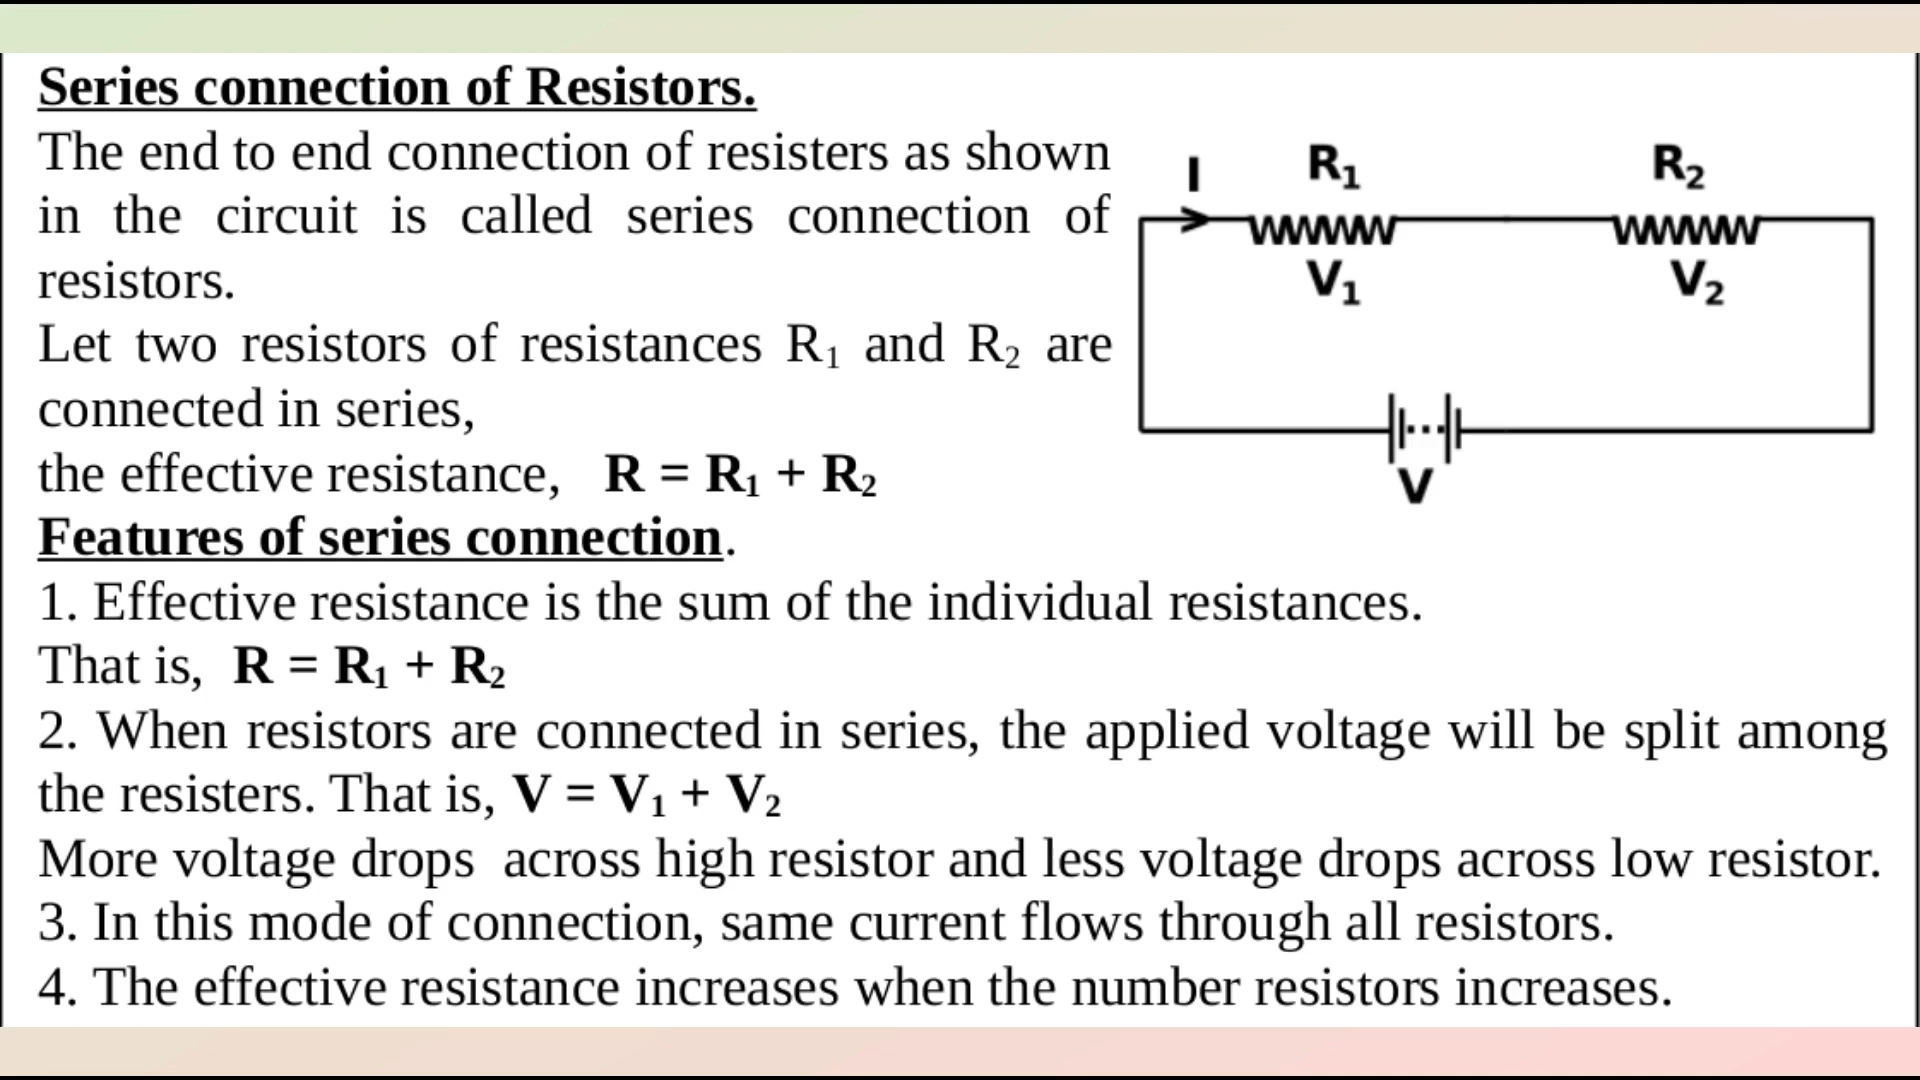 Series connection of Resistors.
The end to end connection of resisters as shown
in the circuit is called series connection of
resistors.
Let two resistors of resistances R₁ and R₂ are
connected in series,
the effective resistance, R = R₁ + R₂
I
R₁
R₂
V₁
V₂
V
Features of series connection.
1. Effective resistance is the sum of the individual resistances.
That is, R = R₁ + R₂
2. When resistors are connected in series, the applied voltage will be split among
the resisters. That is, V = V₁ + V₂
More voltage drops across high resistor and less voltage drops across low resistor.
3. In this mode of connection, same current flows through all resistors.
4. The effective resistance increases when the number resistors increases.